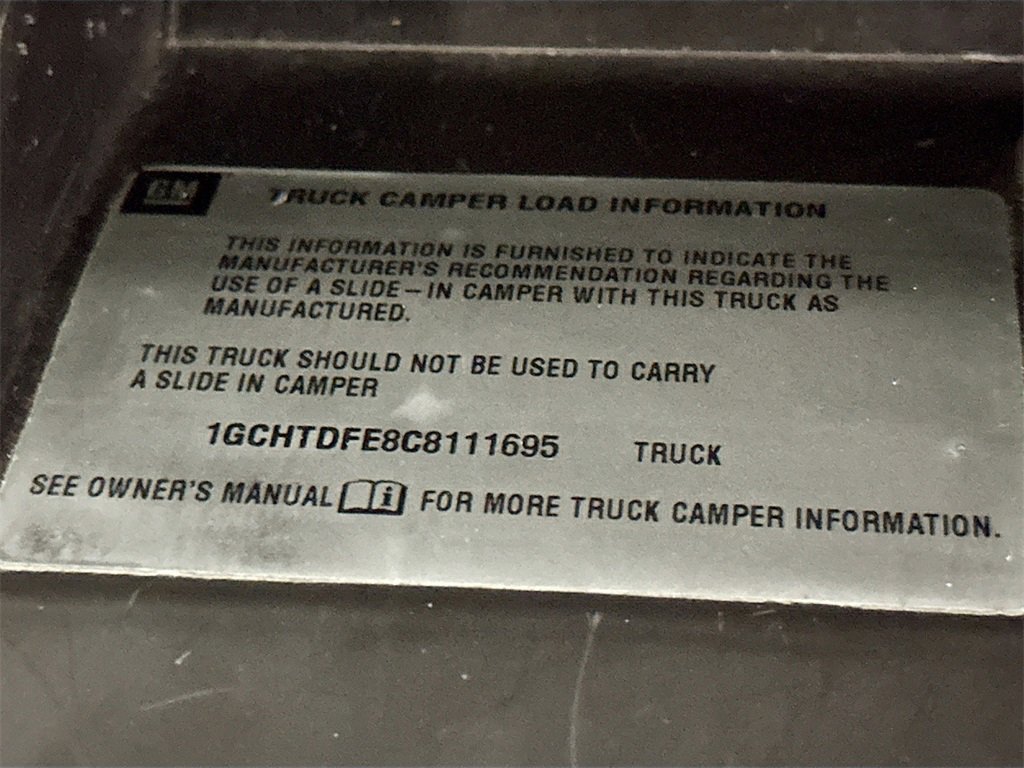 GM TRUCK CAMPER LOAD INFORMATION
THIS INFORMATION IS FURNISHED TO INDICATE THE
MANUFACTURER'S RECOMMENDATION REGARDING THE
USE OF A SLIDE–IN CAMPER WITH THIS TRUCK AS
MANUFACTURED.
THIS TRUCK SHOULD NOT BE USED TO CARRY
A SLIDE IN CAMPER
1GCHTDFE8C8111695 TRUCK
SEE OWNER'S MANUAL i FOR MORE TRUCK CAMPER INFORMATION.